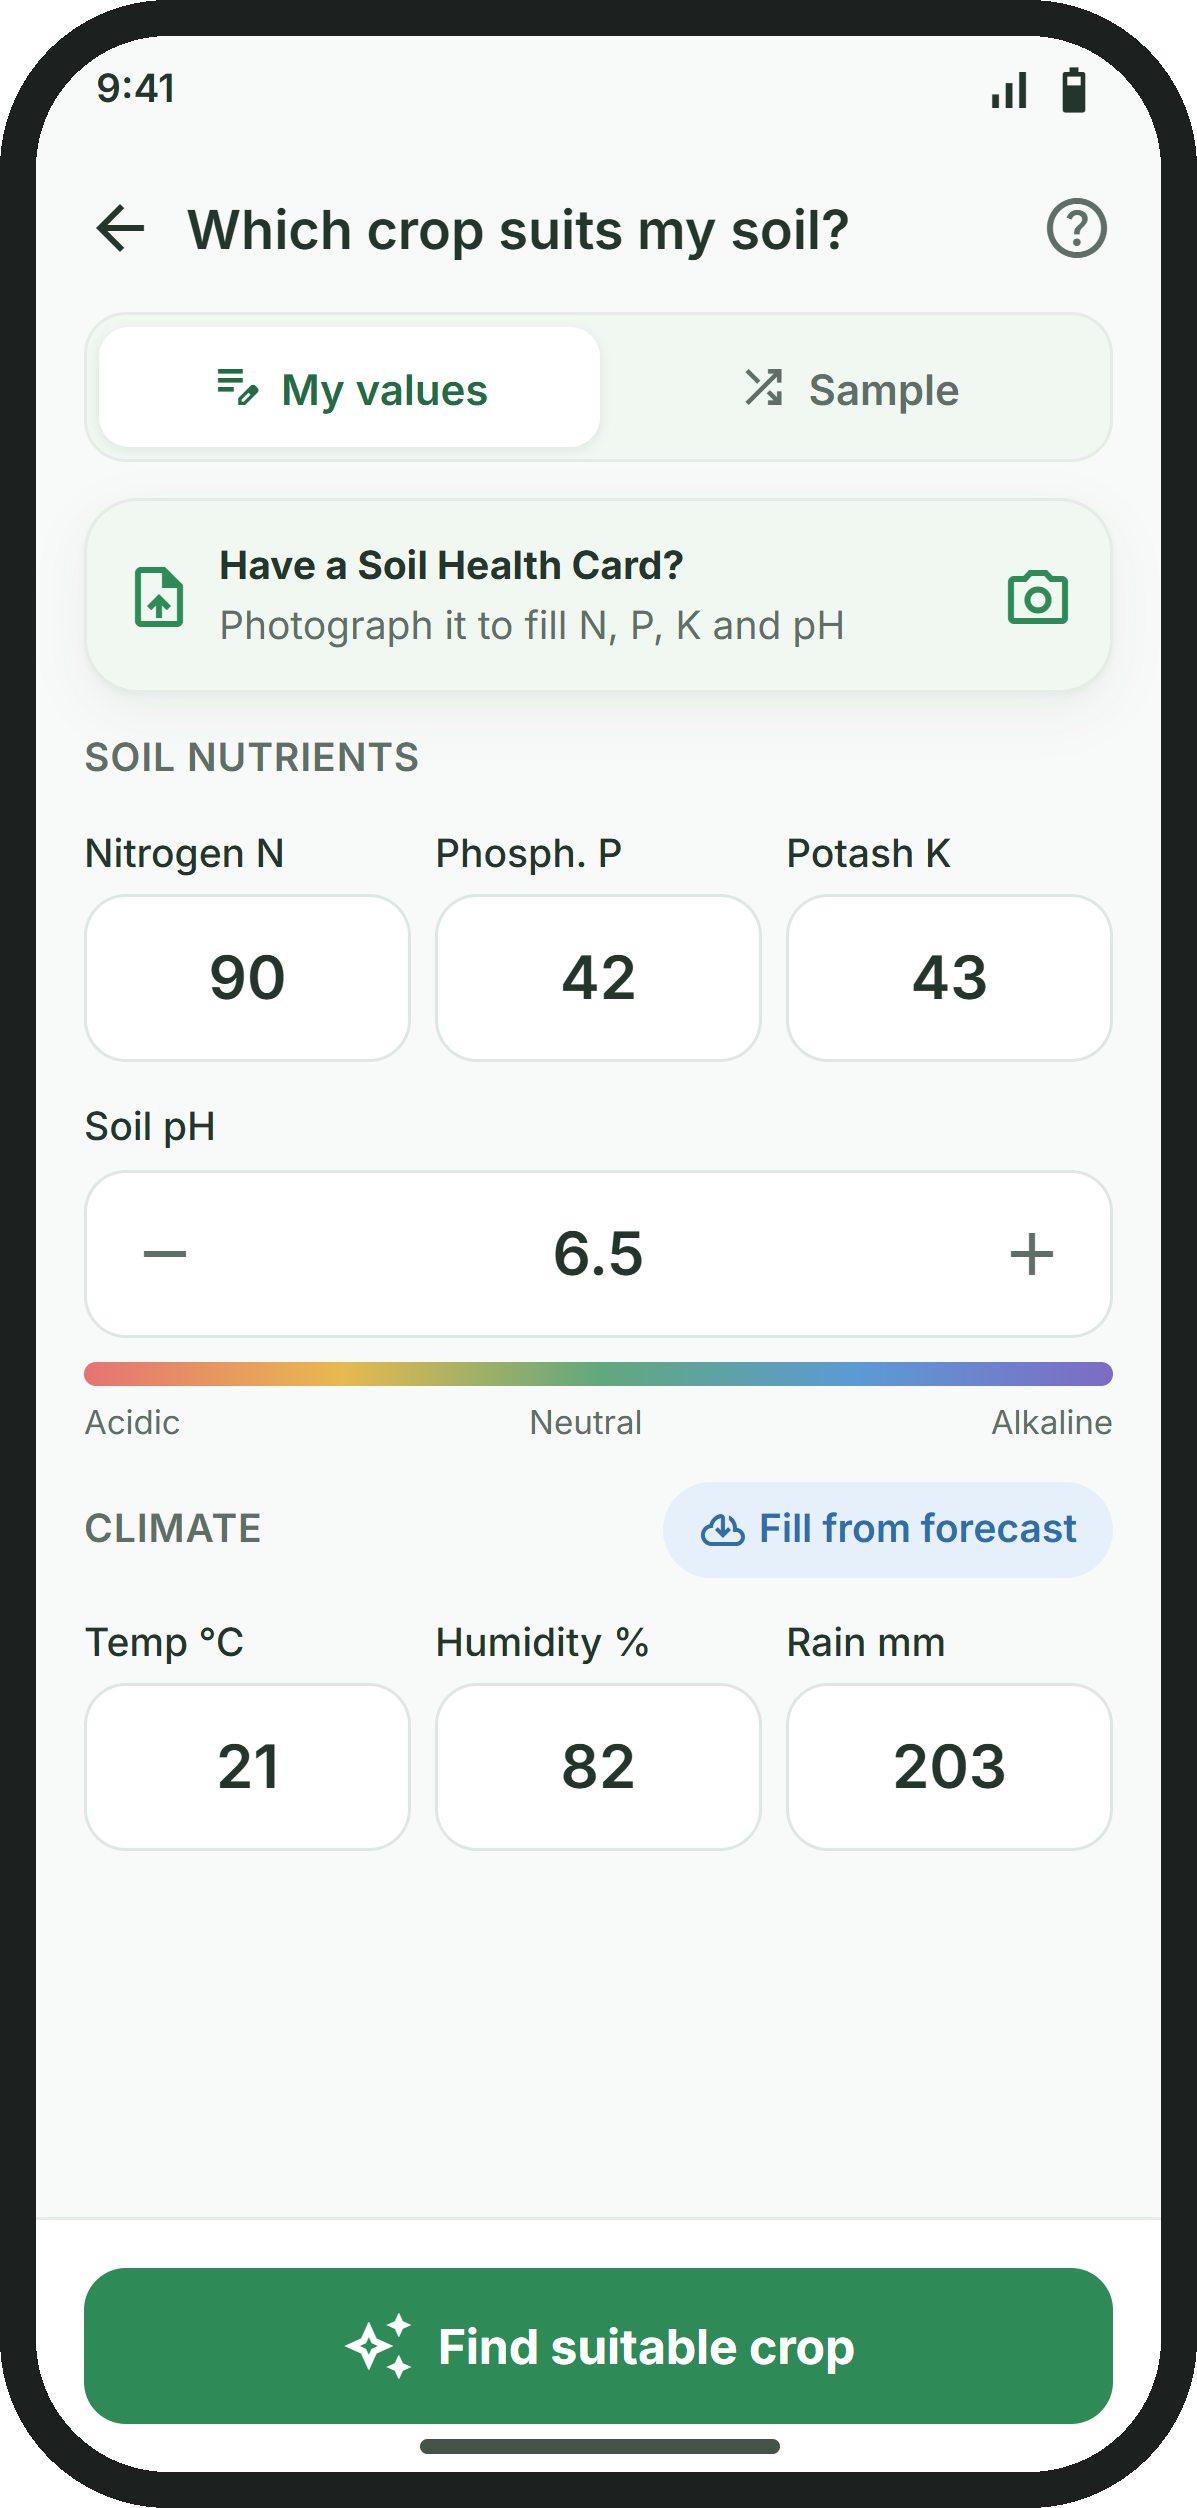 9:41
Which crop suits my soil?
My values
Sample
Have a Soil Health Card?
Photograph it to fill N, P, K and pH
SOIL NUTRIENTS
Nitrogen N
Phosph. P
Potash K
90
42
43
Soil pH
6.5
Acidic
Neutral
Alkaline
CLIMATE
Fill from forecast
Temp °C
Humidity %
Rain mm
21
82
203
Find suitable crop